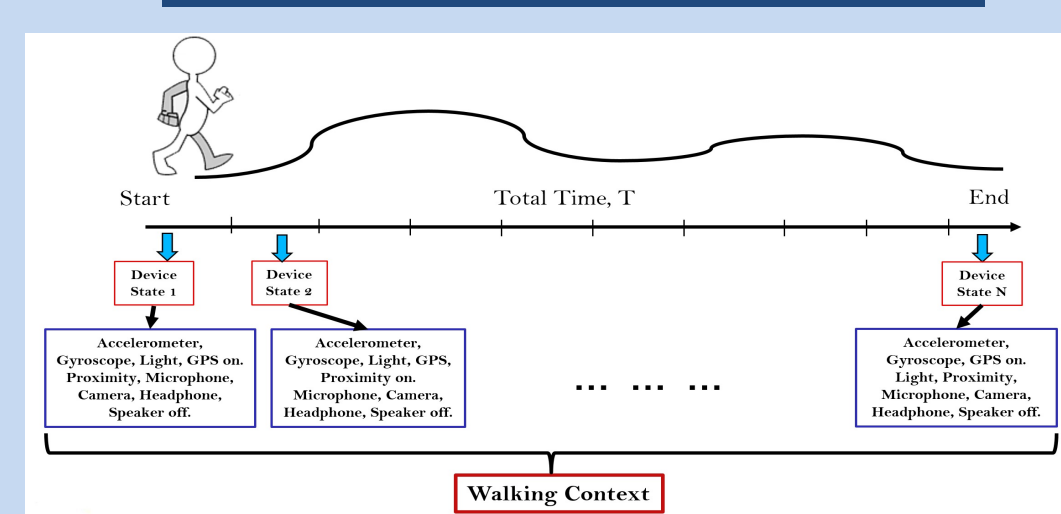 Start
Total Time, T
End
Device
State 1
Device
State 2
Device
State N
Accelerometer,
Gyroscope, Light, GPS on.
Proximity, Microphone,
Camera, Headphone,
Speaker off.
Accelerometer,
Gyroscope, Light, GPS,
Proximity on.
Microphone, Camera,
Headphone, Speaker off.
... ... ...
Accelerometer,
Gyroscope, GPS on.
Light, Proximity,
Microphone, Camera,
Headphone, Speaker off.
Walking Context